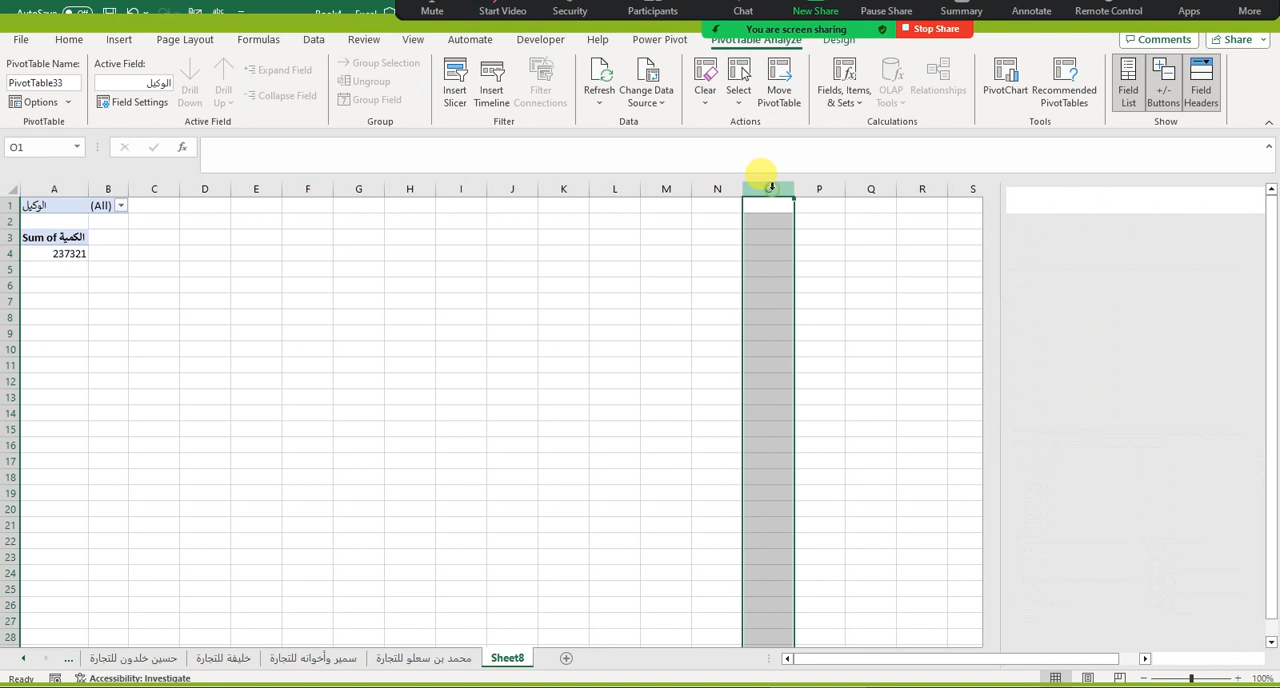 Mute
Start Video
Security
Participants
Chat
New Share
Pause Share
Summary
Annotate
Remote Control
Apps
More
You are screen sharing
Stop Share
File
Home
Insert
Page Layout
Formulas
Data
Review
View
Automate
Developer
Help
Power Pivot
PivotTable Analyze
Design
Comments
Share
PivotTable Name:
PivotTable33
Options
PivotTable
Active Field:
الوكيل
Field Settings
Drill Down
Drill Up
Expand Field
Collapse Field
Active Field
Group Selection
Ungroup
Group Field
Group
Insert Slicer
Insert Timeline
Filter Connections
Filter
Refresh
Change Data Source
Data
Clear
Select
Move PivotTable
Actions
Fields, Items, & Sets
OLAP Tools
Relationships
Calculations
PivotChart
Recommended PivotTables
Tools
Field List
+/- Buttons
Field Headers
Show
O1
fx
A B C D E F G H I J K L M N P Q R S
1 الوكيل (All)
2
3 Sum of الكمية
4 237321
5
6
7
8
9
10
11
12
13
14
15
16
17
18
19
20
21
22
23
24
25
26
27
28
... حسين خلدون للتجارة خليفة للتجارة سمير وأخوانه للتجارة محمد بن سعلو للتجارة Sheet8
Ready Accessibility: Investigate 100%